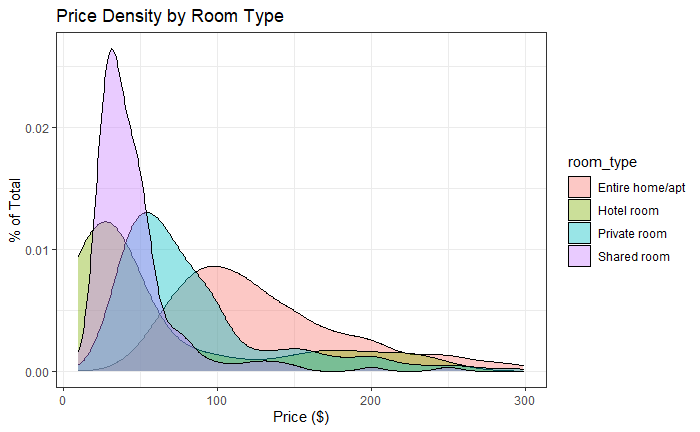 Price Density by Room Type
% of Total
0.02
0.01
0.00
0
100
200
300
Price ($)
room_type
Entire home/apt
Hotel room
Private room
Shared room